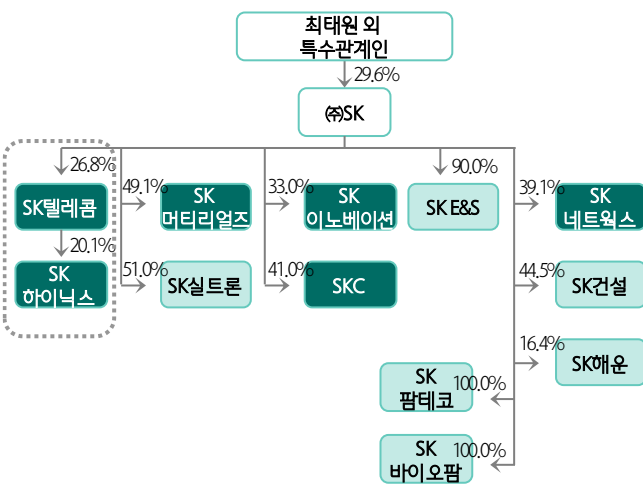 최태원 외
특수관계인
29.6%
㈜SK
26.8%
90.0%
49.1%
33.0%
39.1%
SK텔레콤
SK
머티리얼즈
SK
이노베이션
SK E&S
SK
네트웍스
20.1%
51.0%
41.0%
44.5%
SK
하이닉스
SK실트론
SKC
SK건설
16.4%
SK해운
SK
팜테코
100.0%
SK
바이오팜
100.0%